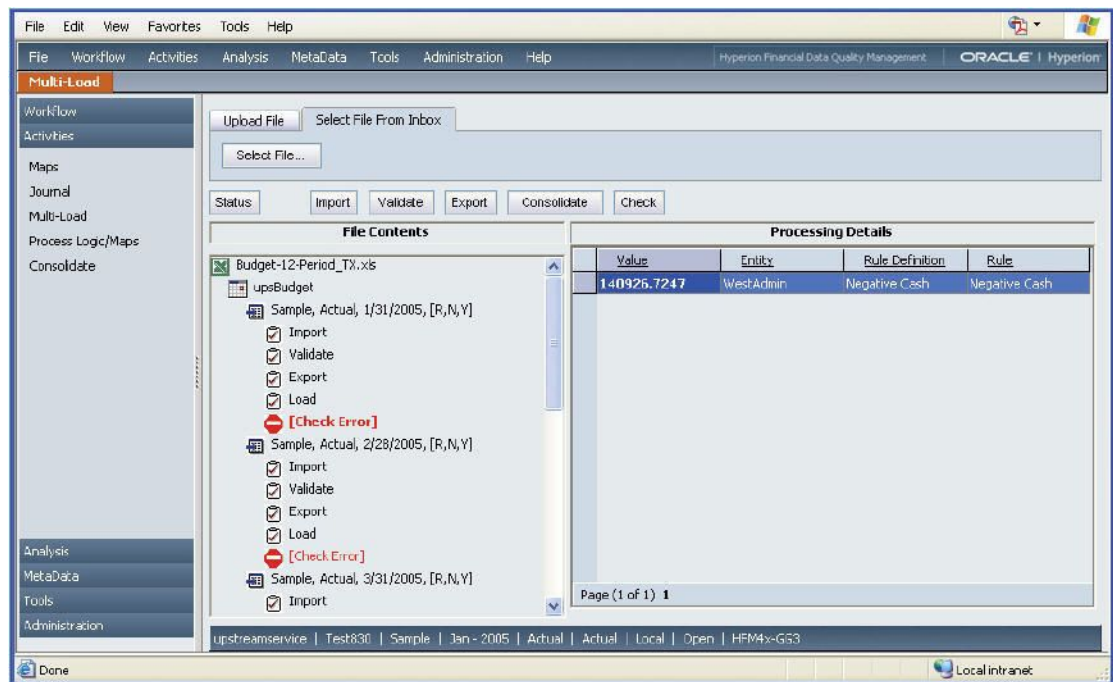 File Edit View Favorites Tools Help
File Workflow Activities Analysis MetaData Tools Administration Help Hyperion Financial Data Quality Management ORACLE | Hyperion
Multi-Load
Workflow
Activities
Maps
Journal
Multi-Load
Process Logic/Maps
Consolidate
Analysis
MetaData
Tools
Administration
Upload File Select File From Inbox
Select File...
Status Import Validate Export Consolidate Check
File Contents
Budget-12-Period_TX.xls
upsBudget
Sample, Actual, 1/31/2005, [R,N,Y]
Import
Validate
Export
Load
[Check Error]
Sample, Actual, 2/28/2005, [R,N,Y]
Import
Validate
Export
Load
[Check Error]
Sample, Actual, 3/31/2005, [R,N,Y]
Import
Processing Details
Value Entity Rule Definition Rule
140926.7247 WestAdmin Negative Cash Negative Cash
Page (1 of 1) 1
upstreamservice | Test830 | Sample | Jan - 2005 | Actual | Actual | Local | Open | HFM4x-G63
Done Local intranet